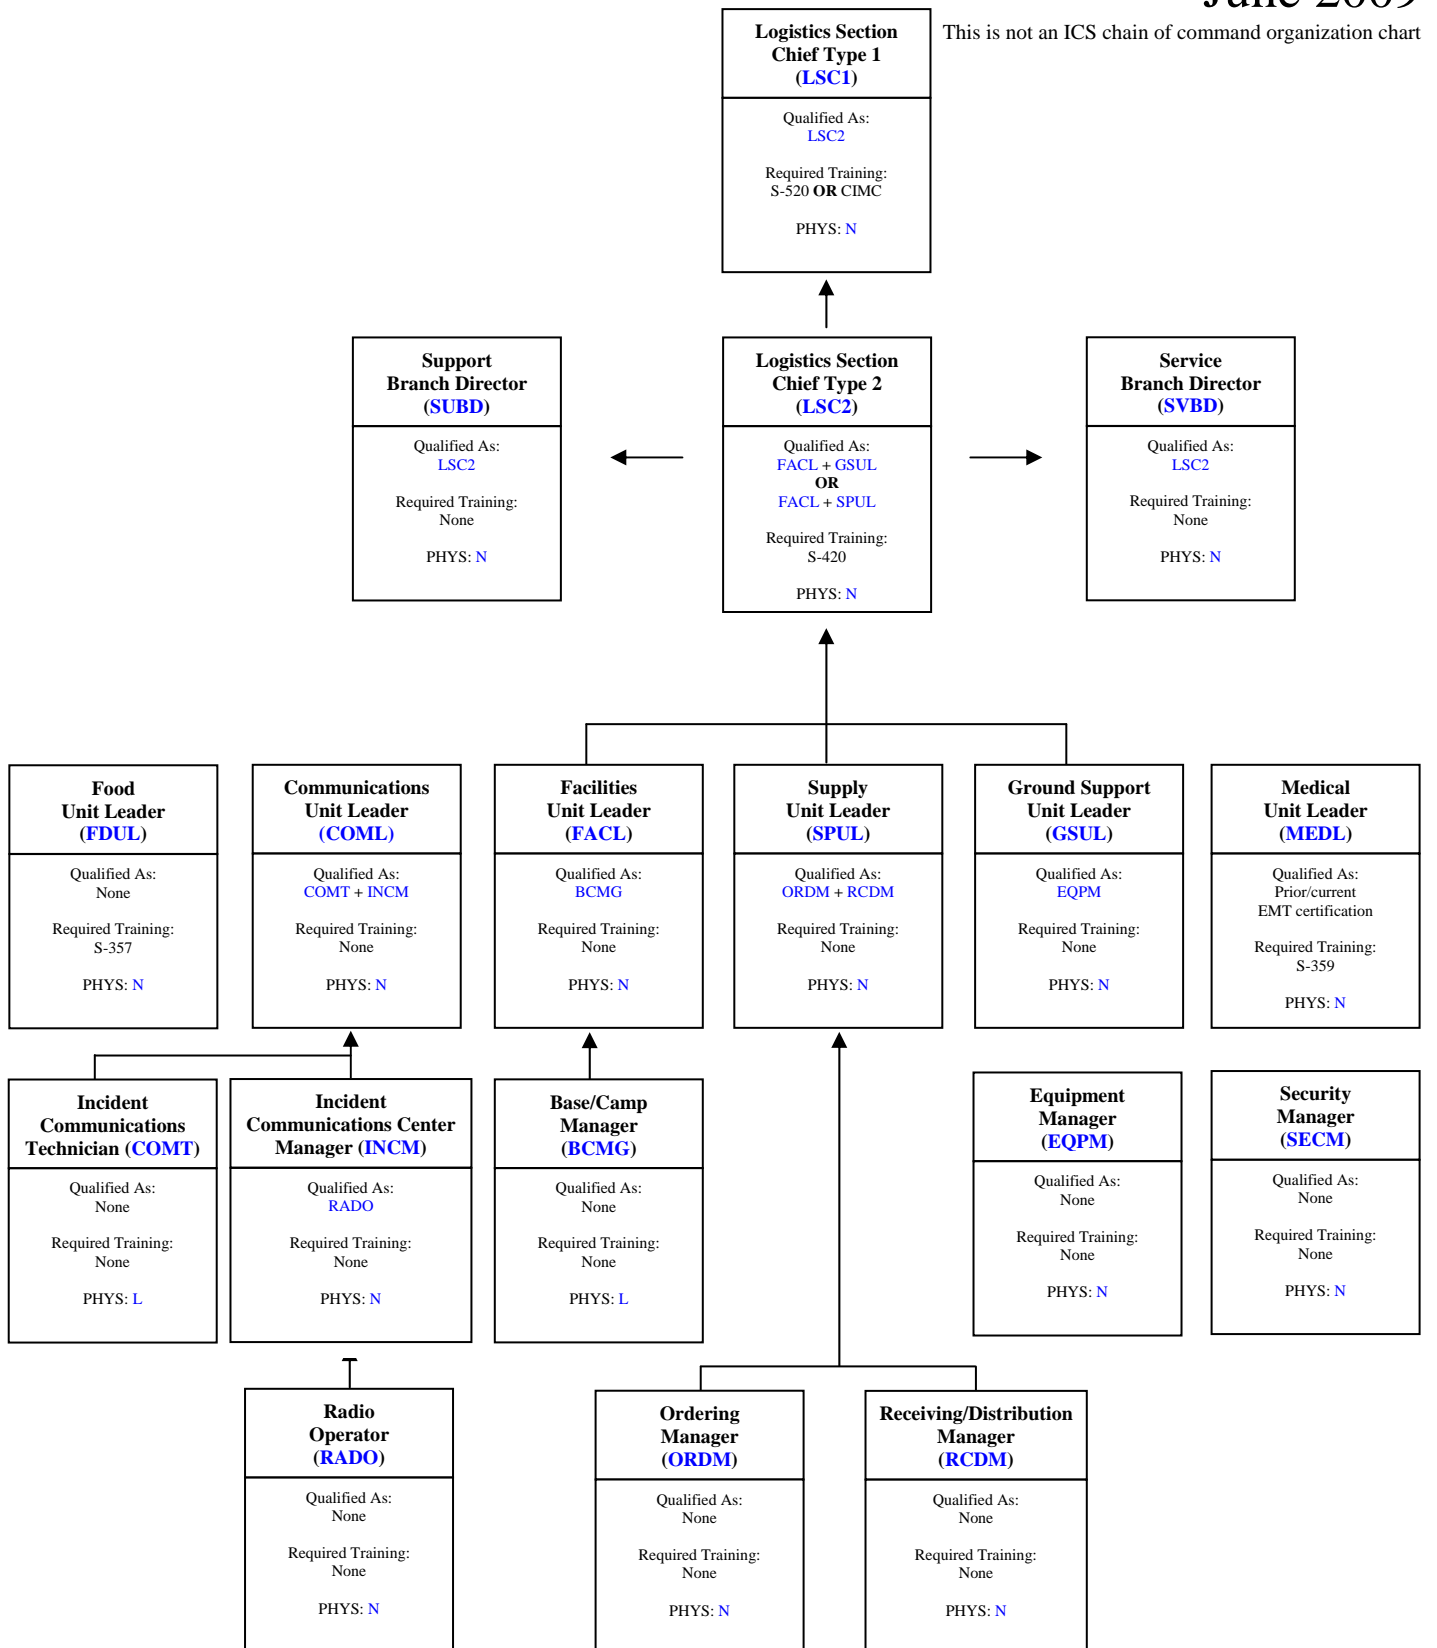 June 2009
This is not an ICS chain of command organization chart
Logistics Section
Chief Type 1
(LSC1)
Qualified As:
LSC2
Required Training:
S-520 OR CIMC
PHYS: N
Support
Branch Director
(SUBD)
Qualified As:
LSC2
Required Training:
None
PHYS: N
Logistics Section
Chief Type 2
(LSC2)
Qualified As:
FACL + GSUL
OR
FACL + SPUL
Required Training:
S-420
PHYS: N
Service
Branch Director
(SVBD)
Qualified As:
LSC2
Required Training:
None
PHYS: N
Food
Unit Leader
(FDUL)
Qualified As:
None
Required Training:
S-357
PHYS: N
Communications
Unit Leader
(COML)
Qualified As:
COMT + INCM
Required Training:
None
PHYS: N
Facilities
Unit Leader
(FACL)
Qualified As:
BCMG
Required Training:
None
PHYS: N
Supply
Unit Leader
(SPUL)
Qualified As:
ORDM + RCDM
Required Training:
None
PHYS: N
Ground Support
Unit Leader
(GSUL)
Qualified As:
EQPM
Required Training:
None
PHYS: N
Medical
Unit Leader
(MEDL)
Qualified As:
Prior/current
EMT certification
Required Training:
S-359
PHYS: N
Incident
Communications
Technician (COMT)
Qualified As:
None
Required Training:
None
PHYS: L
Incident
Communications Center
Manager (INCM)
Qualified As:
RADO
Required Training:
None
PHYS: N
Base/Camp
Manager
(BCMG)
Qualified As:
None
Required Training:
None
PHYS: L
Equipment
Manager
(EQPM)
Qualified As:
None
Required Training:
None
PHYS: N
Security
Manager
(SECM)
Qualified As:
None
Required Training:
None
PHYS: N
Radio
Operator
(RADO)
Qualified As:
None
Required Training:
None
PHYS: N
Ordering
Manager
(ORDM)
Qualified As:
None
Required Training:
None
PHYS: N
Receiving/Distribution
Manager
(RCDM)
Qualified As:
None
Required Training:
None
PHYS: N